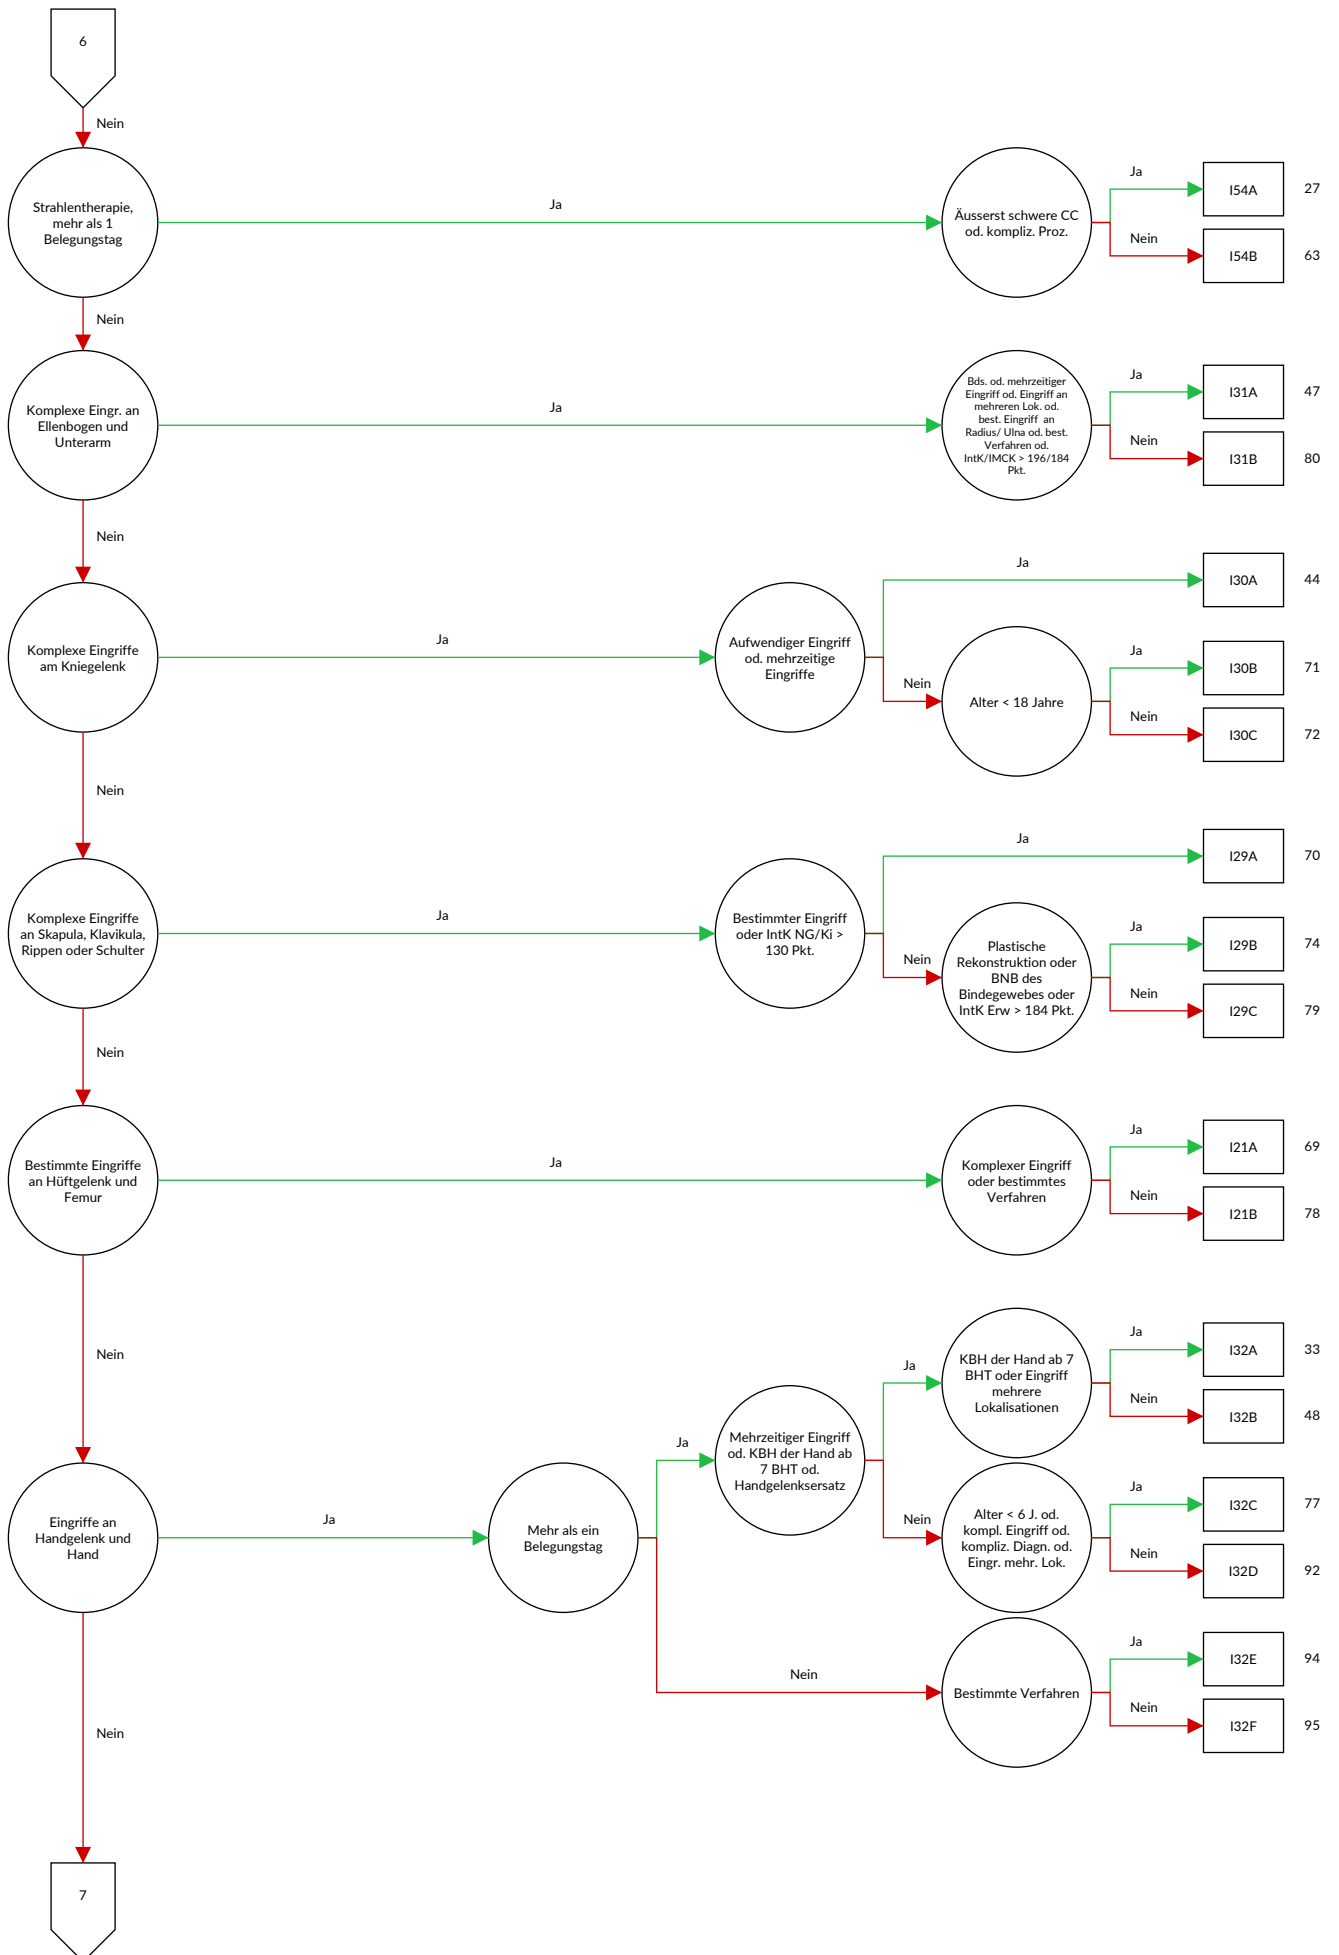 6
Nein
Strahlentherapie,
mehr als 1
Belegungstag
Ja
Äusserst schwere CC
od. kompliz. Proz.
Ja
I54A
27
Nein
I54B
63
Nein
Komplexe Eingr. an
Ellenbogen und
Unterarm
Ja
Bds. od. mehrzeitiger
Eingriff od. Eingriff an
mehreren Lok. od.
best. Eingriff an
Radius/ Ulna od. best.
Verfahren od.
IntK/IMCK > 196/184
Pkt.
Ja
I31A
47
Nein
I31B
80
Nein
Komplexe Eingriffe
am Kniegelenk
Ja
Aufwendiger Eingriff
od. mehrzeitige
Eingriffe
Ja
I30A
44
Nein
Alter < 18 Jahre
Ja
I30B
71
Nein
I30C
72
Nein
Komplexe Eingriffe
an Skapula, Klavikula,
Rippen oder Schulter
Ja
Bestimmter Eingriff
oder IntK NG/Ki >
130 Pkt.
Ja
I29A
70
Nein
Plastische
Rekonstruktion oder
BNB des
Bindegewebes oder
IntK Erw > 184 Pkt.
Ja
I29B
74
Nein
I29C
79
Nein
Bestimmte Eingriffe
an Hüftgelenk und
Femur
Ja
Komplexer Eingriff
oder bestimmtes
Verfahren
Ja
I21A
69
Nein
I21B
78
Nein
Eingriffe an
Handgelenk und
Hand
Ja
Mehr als ein
Belegungstag
Ja
Mehrzeitiger Eingriff
od. KBH der Hand ab
7 BHT od.
Handgelenksersatz
Ja
KBH der Hand ab 7
BHT oder Eingriff
mehrere
Lokalisationen
Ja
I32A
33
Nein
I32B
48
Nein
Alter < 6 J. od.
kompl. Eingriff od.
kompliz. Diagn. od.
Eingr. mehr. Lok.
Ja
I32C
77
Nein
I32D
92
Nein
Bestimmte Verfahren
Ja
I32E
94
Nein
I32F
95
Nein
7